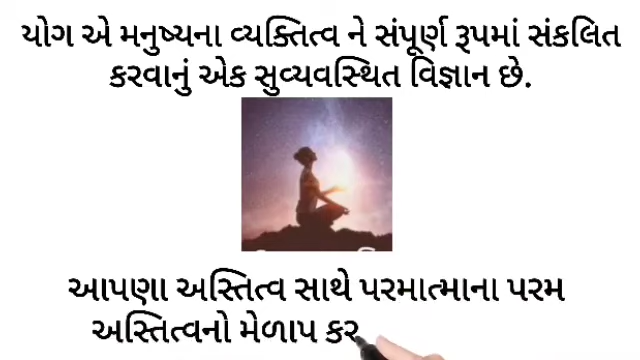 યોગ એ મનુષ્યના વ્યક્તિત્વ ને સંપૂર્ણ રૂપમાં સંકલિત
કરવાનું એક સુવ્યવસ્થિત વિજ્ઞાન છે.
આપણા અસ્તિત્વ સાથે પરમાત્માના પરમ
અસ્તિત્વનો મેળાપ કર